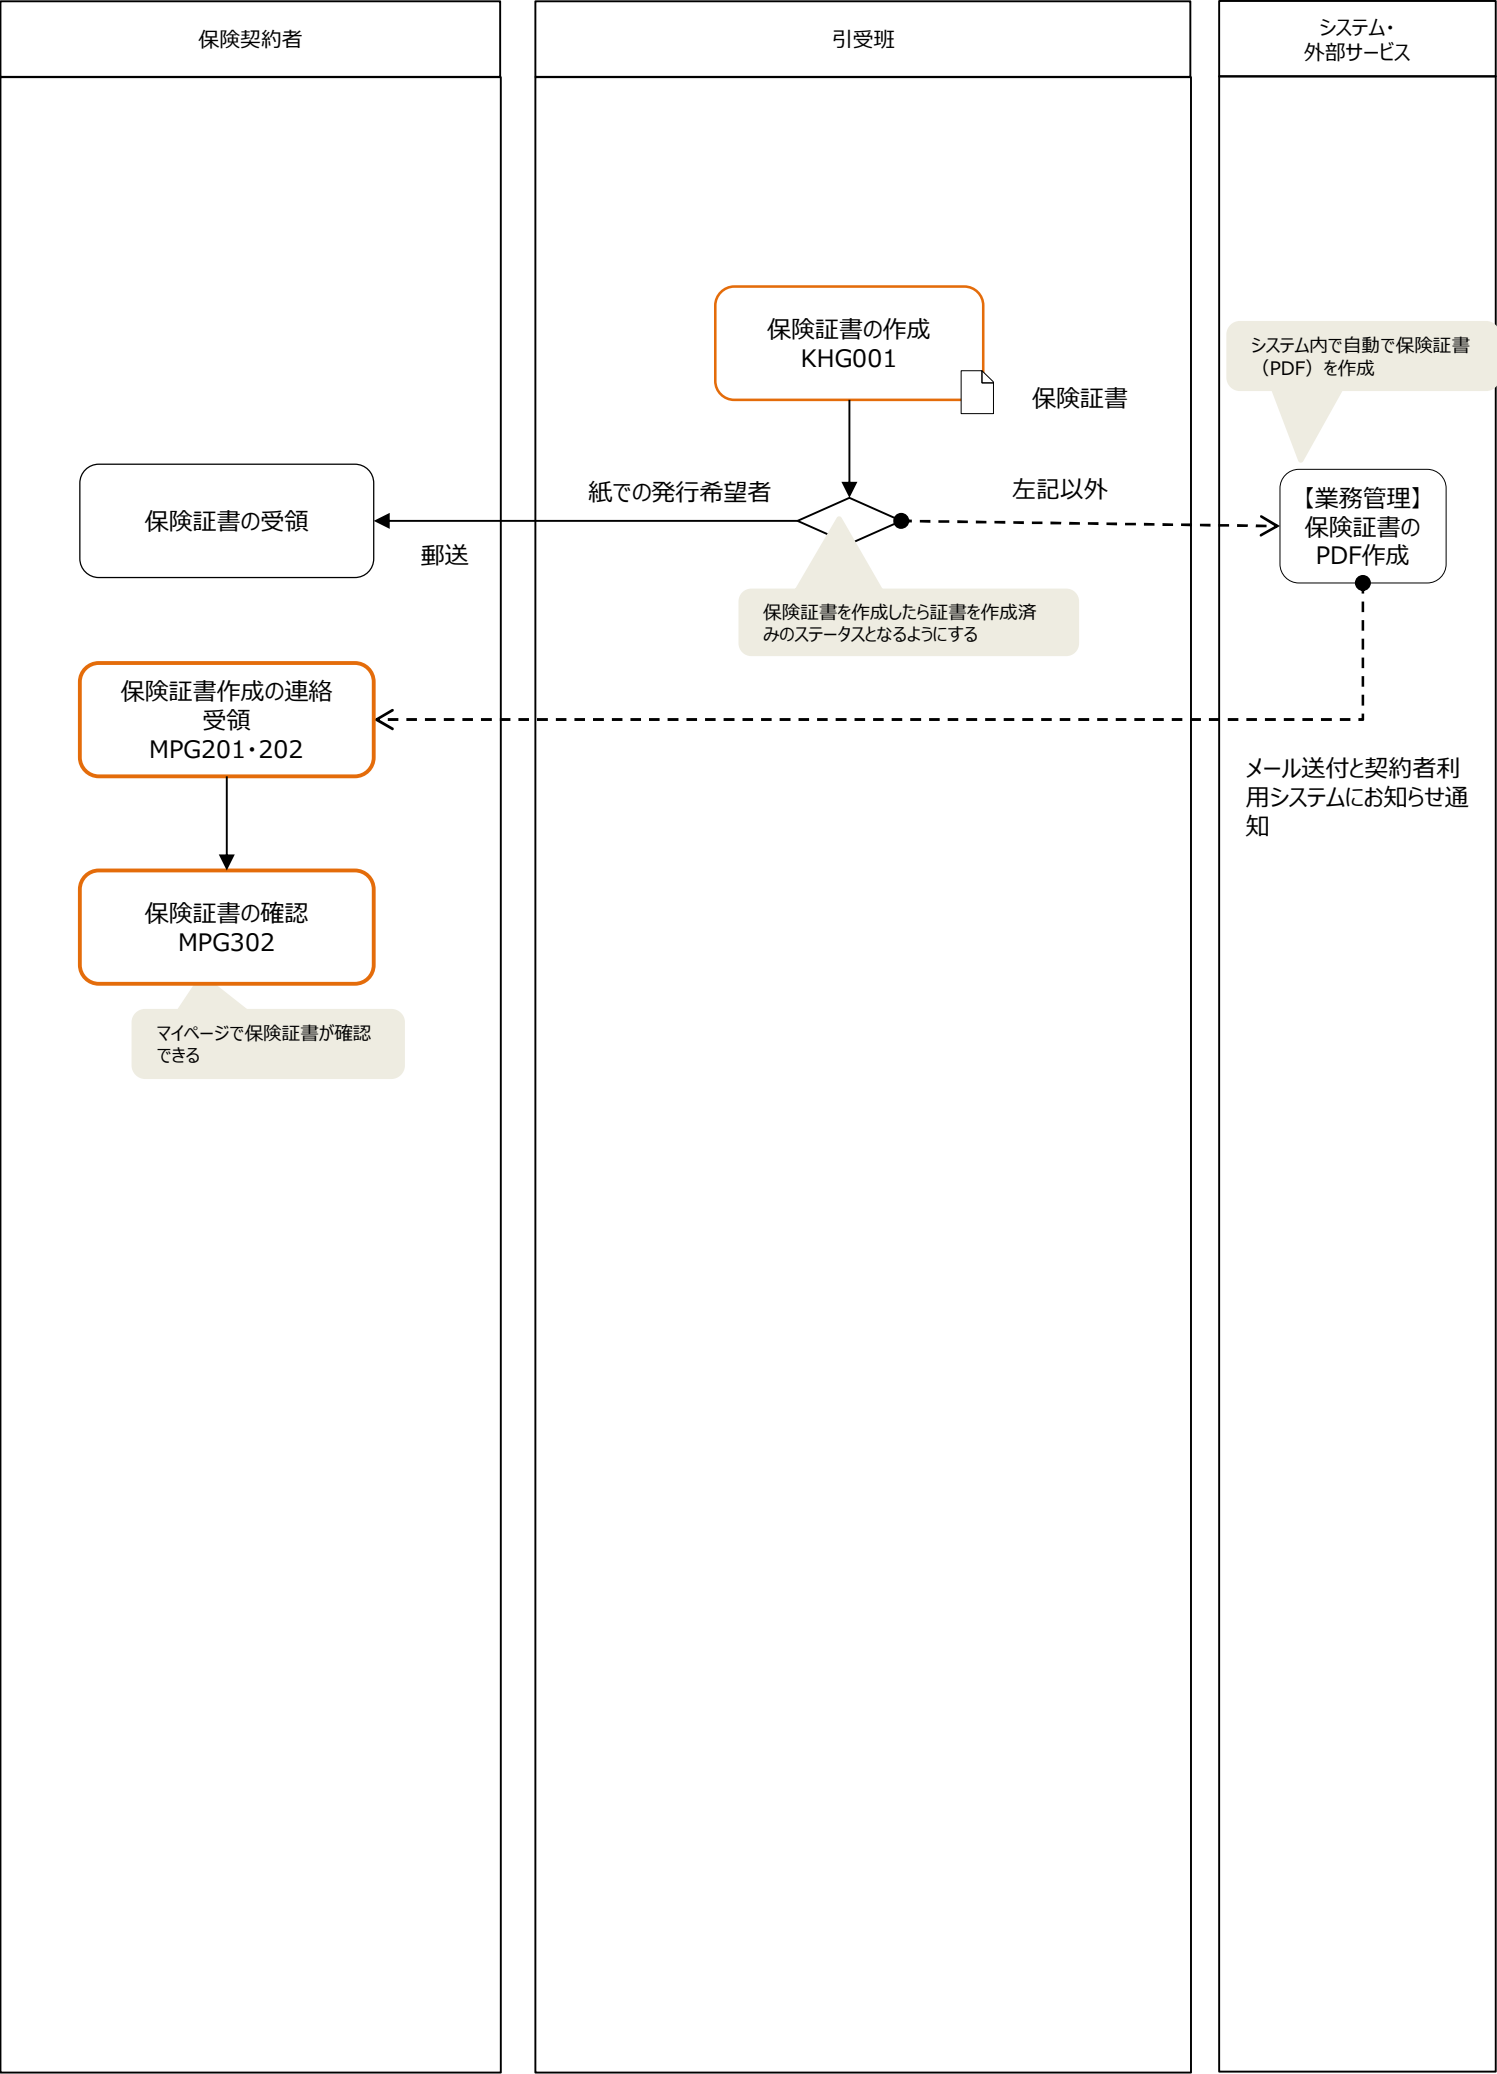 保険契約者
引受班
システム・
外部サービス
保険証書の作成
KHG001
保険証書
システム内で自動で保険証書
（PDF）を作成
紙での発行希望者
左記以外
保険証書の受領
郵送
【業務管理】
保険証書の
PDF作成
保険証書を作成したら証書を作成済
みのステータスとなるようにする
保険証書作成の連絡
受領
MPG201・202
メール送付と契約者利
用システムにお知らせ通
知
保険証書の確認
MPG302
マイページで保険証書が確認
できる